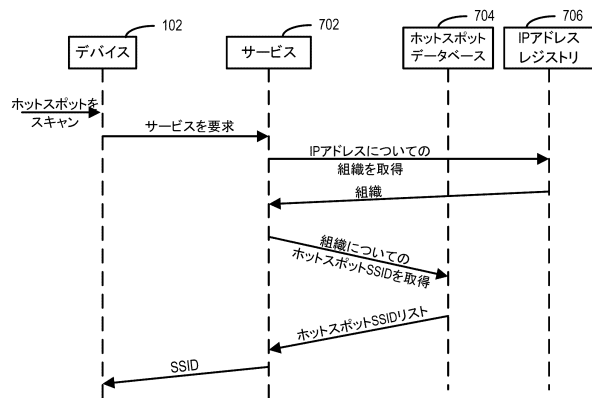 102
702
704
706
デバイス
サービス
ホットスポット
データベース
IPアドレス
レジストリ
ホットスポットを
スキャン
サービスを要求
IPアドレスについての
組織を取得
組織
組織についての
ホットスポットSSIDを取得
ホットスポットSSIDリスト
SSID